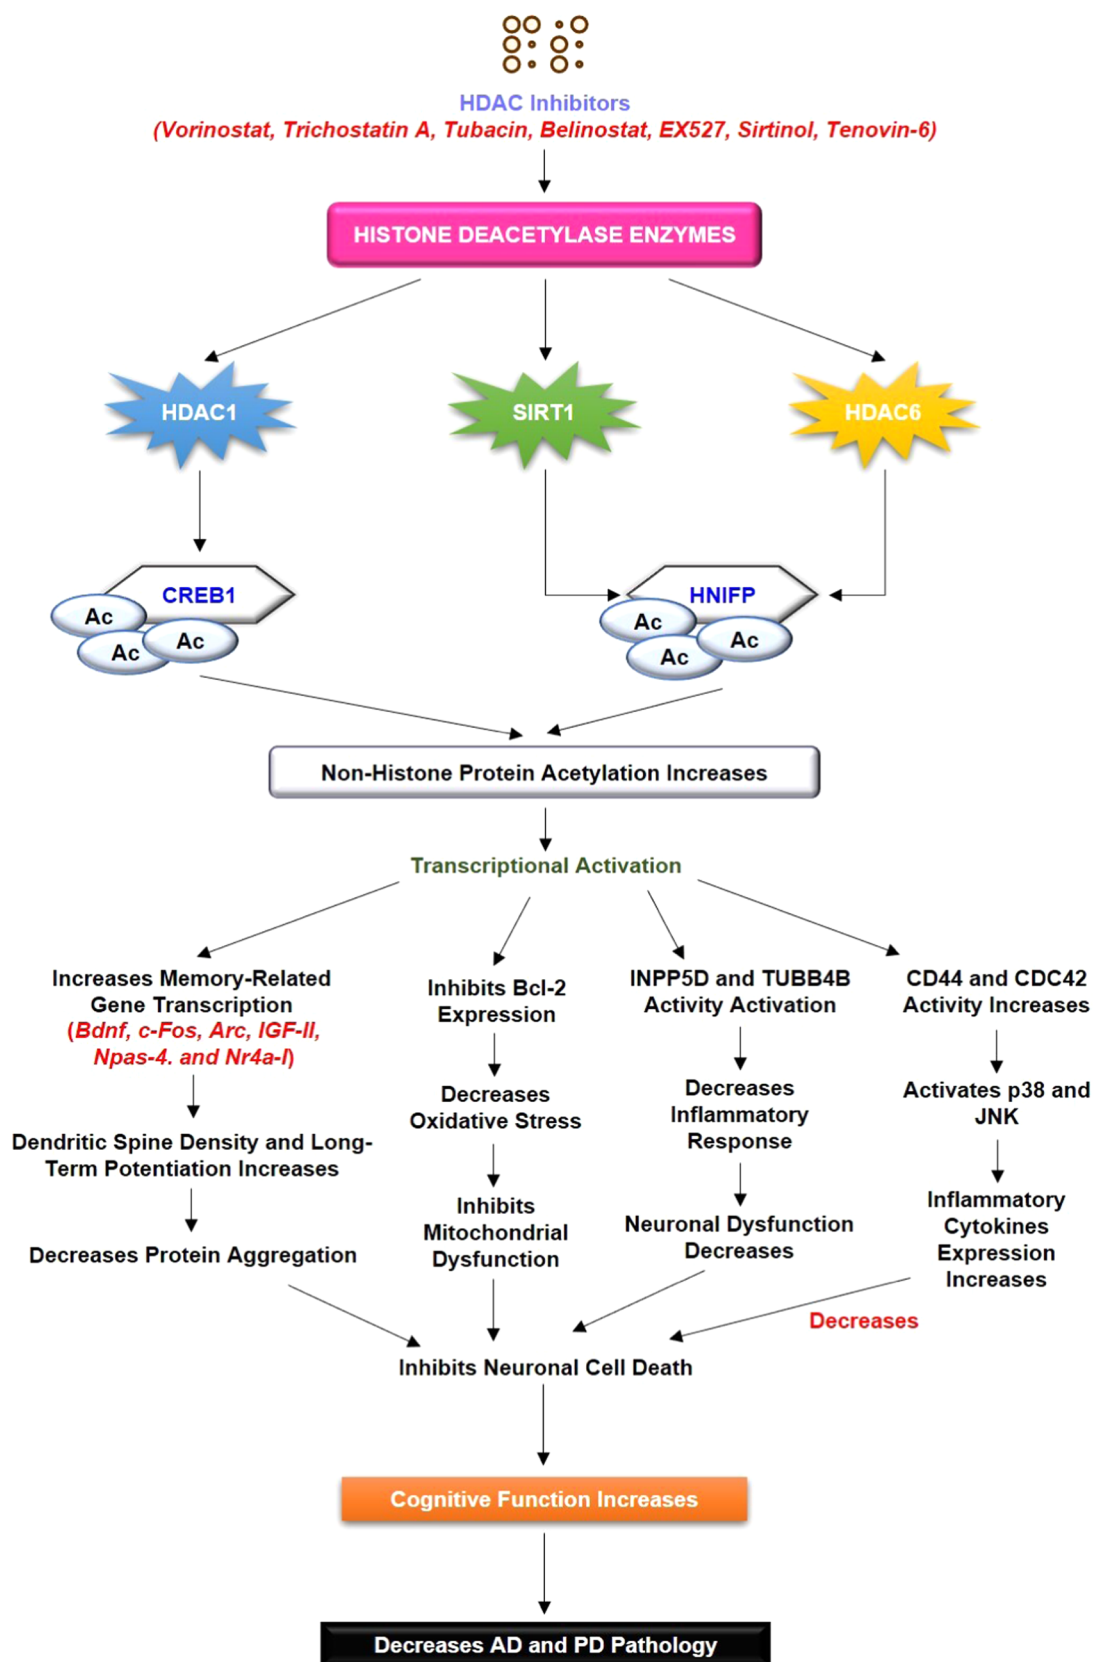 HDAC Inhibitors
(Vorinostat, Trichostatin A, Tubacin, Belinostat, EX527, Sirtinol, Tenovin-6)
HISTONE DEACETYLASE ENZYMES
HDAC1
SIRT1
HDAC6
CREB1
Ac
Ac
Ac
HNIFP
Ac
Ac
Ac
Non-Histone Protein Acetylation Increases
Transcriptional Activation
Increases Memory-Related
Gene Transcription
(Bdnf, c-Fos, Arc, IGF-II,
Npas-4. and Nr4a-I)
Dendritic Spine Density and Long-
Term Potentiation Increases
Decreases Protein Aggregation
Inhibits Bcl-2
Expression
Decreases
Oxidative Stress
Inhibits
Mitochondrial
Dysfunction
INPP5D and TUBB4B
Activity Activation
Decreases
Inflammatory
Response
Neuronal Dysfunction
Decreases
CD44 and CDC42
Activity Increases
Activates p38 and
JNK
Inflammatory
Cytokines
Expression
Increases
Decreases
Inhibits Neuronal Cell Death
Cognitive Function Increases
Decreases AD and PD Pathology